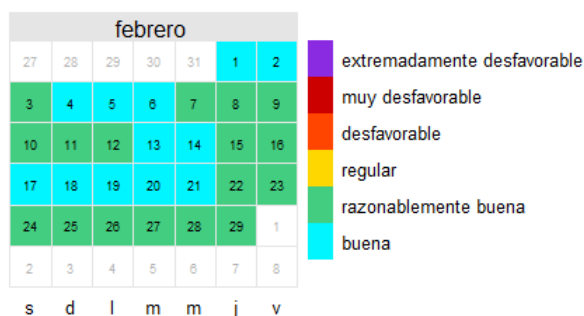 febrero
27 28 29 30 31 1 2
3 4 5 6 7 8 9
10 11 12 13 14 15 16
17 18 19 20 21 22 23
24 25 26 27 28 29 1
2 3 4 5 6 7 8
s d l m m j v
extremadamente desfavorable
muy desfavorable
desfavorable
regular
razonablemente buena
buena